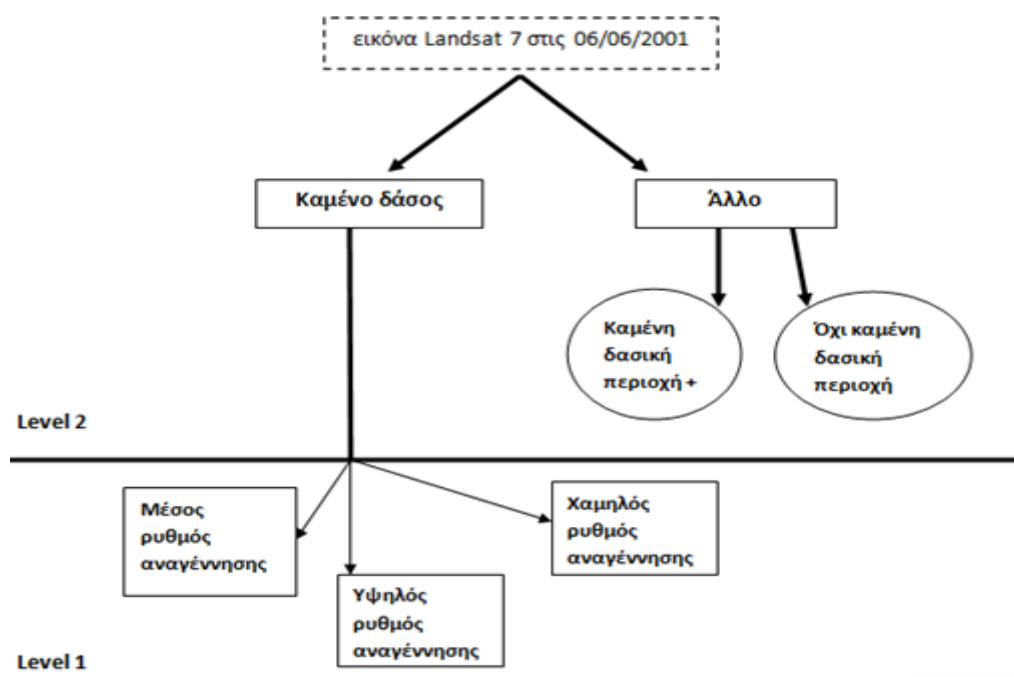 εικόνα Landsat 7 στις 06/06/2001
Καμένο δάσος
Άλλο
Καμένη
δασική
περιοχή +
Όχι καμένη
δασική
περιοχή
Level 2
Μέσος
ρυθμός
αναγέννησης
Υψηλός
ρυθμός
αναγέννησης
Χαμηλός
ρυθμός
αναγέννησης
Level 1